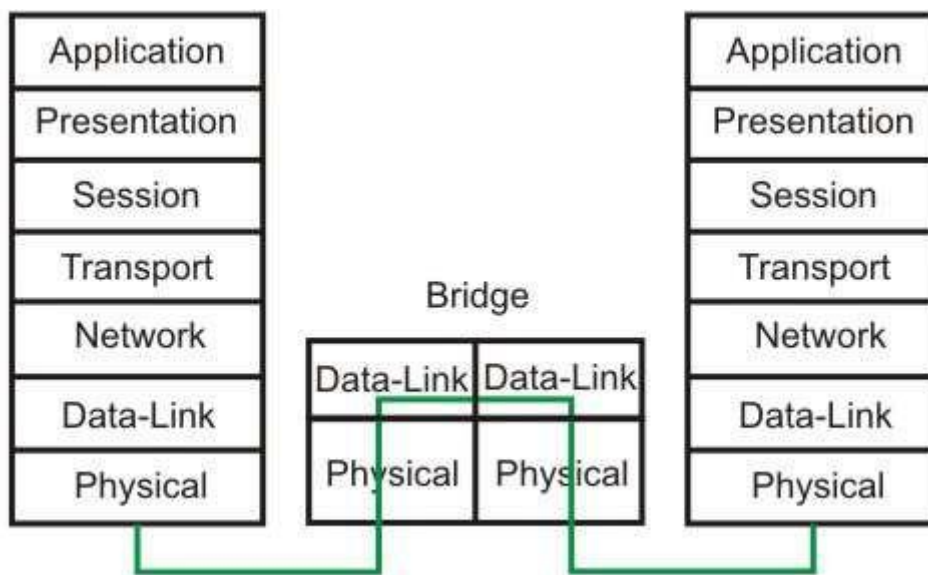 Application
Presentation
Session
Transport
Network
Data-Link
Physical
Bridge
Data-Link Data-Link
Physical Physical
Application
Presentation
Session
Transport
Network
Data-Link
Physical